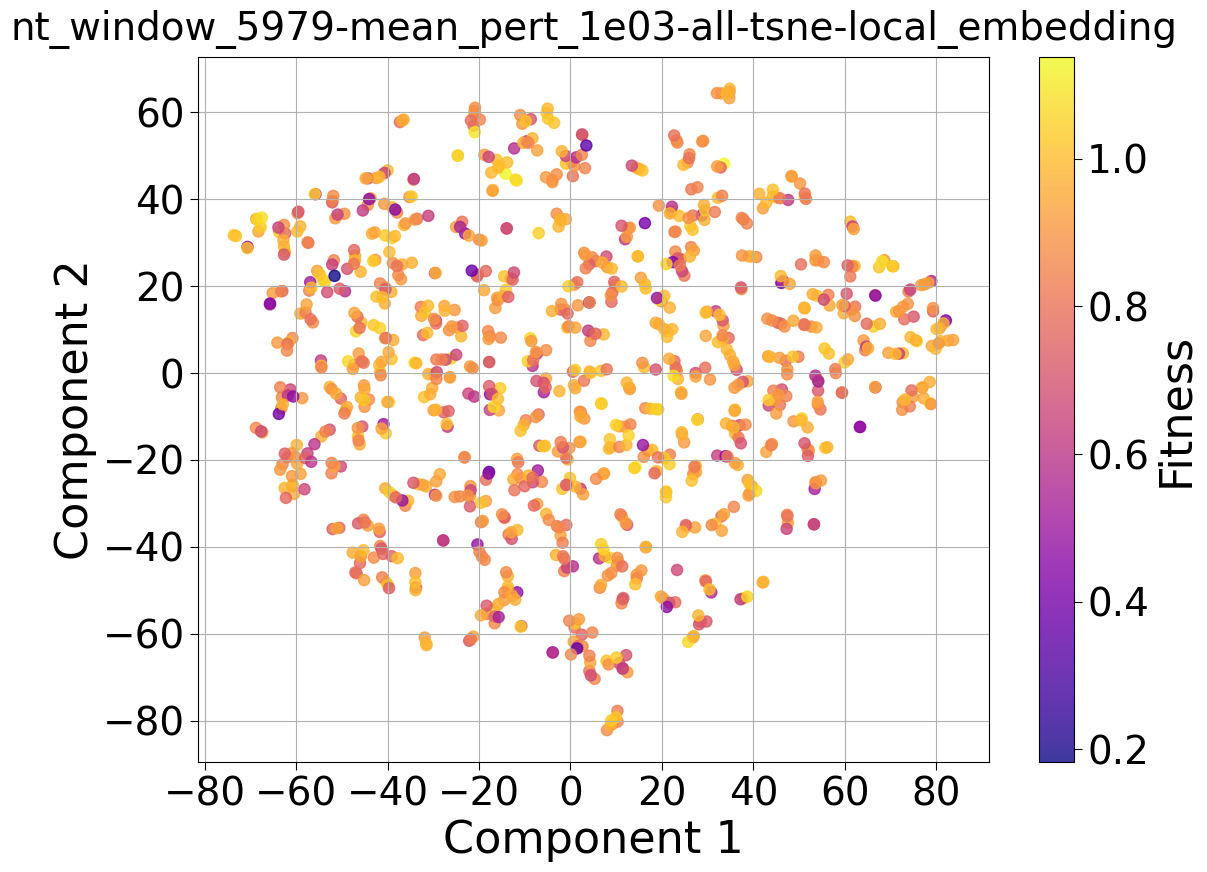 nt_window_5979-mean_pert_1e03-all-tsne-local_embedding
60
40
20
0
−20
−40
−60
−80
Component 2
−80 −60 −40 −20 0 20 40 60 80
Component 1
1.0
0.8
0.6
0.4
0.2
Fitness